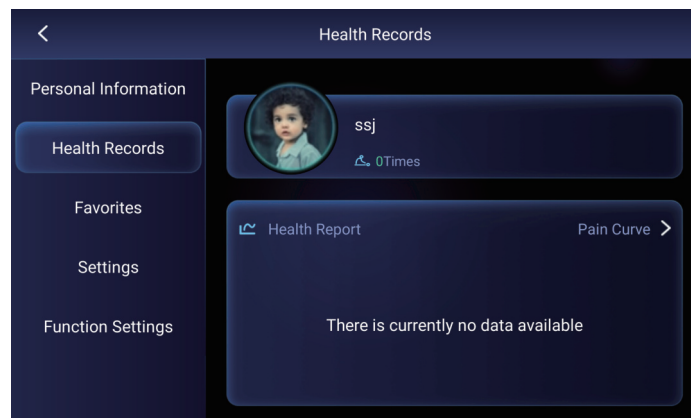 Health Records
Personal Information
Health Records
Favorites
Settings
Function Settings
ssj
0Times
Health Report
Pain Curve
There is currently no data available